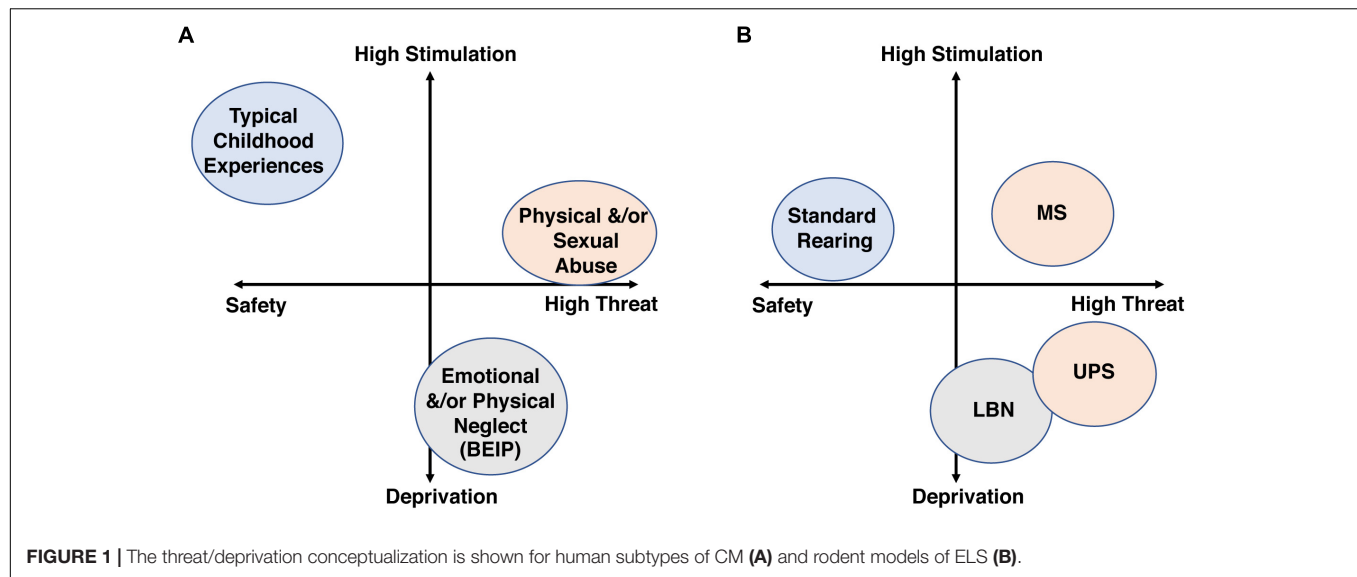 A
High Stimulation
Typical
Childhood
Experiences
Physical &/or
Sexual
Abuse
Safety
High Threat
Emotional
&/or Physical
Neglect
(BEIP)
Deprivation
B
High Stimulation
Standard
Rearing
MS
Safety
High Threat
UPS
LBN
Deprivation
FIGURE 1 | The threat/deprivation conceptualization is shown for human subtypes of CM (A) and rodent models of ELS (B).